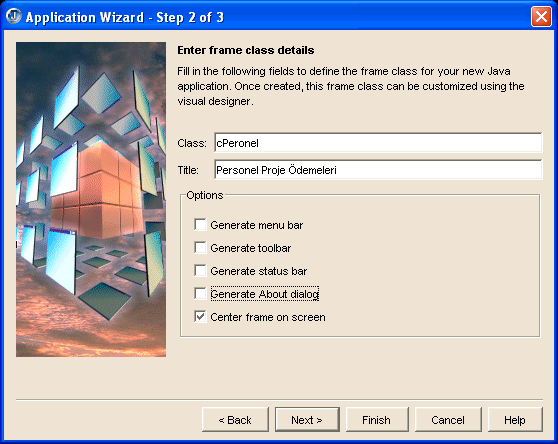 Application Wizard - Step 2 of 3
Enter frame class details
Fill in the following fields to define the frame class for your new Java
application. Once created, this frame class can be customized using the
visual designer.
Class: cPeronel
Title: Personel Proje Ödemeleri
Options
Generate menu bar
Generate toolbar
Generate status bar
Generate About dialog
Center frame on screen
< Back Next > Finish Cancel Help